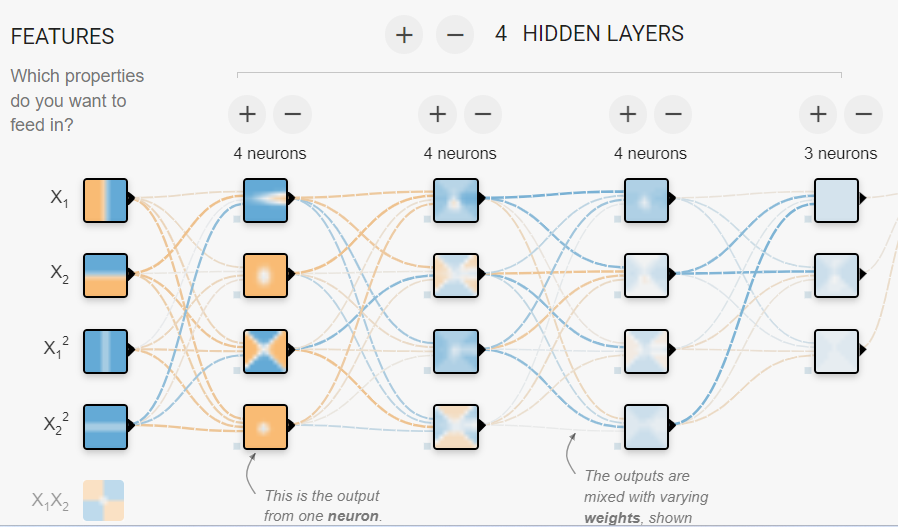 FEATURES
+ − 4 HIDDEN LAYERS
Which properties
do you want to
feed in?
+ − + − + − + −
4 neurons 4 neurons 4 neurons 3 neurons
X₁
X₂
X₁²
X₂²
X₁X₂
This is the output
from one neuron.
The outputs are
mixed with varying
weights, shown